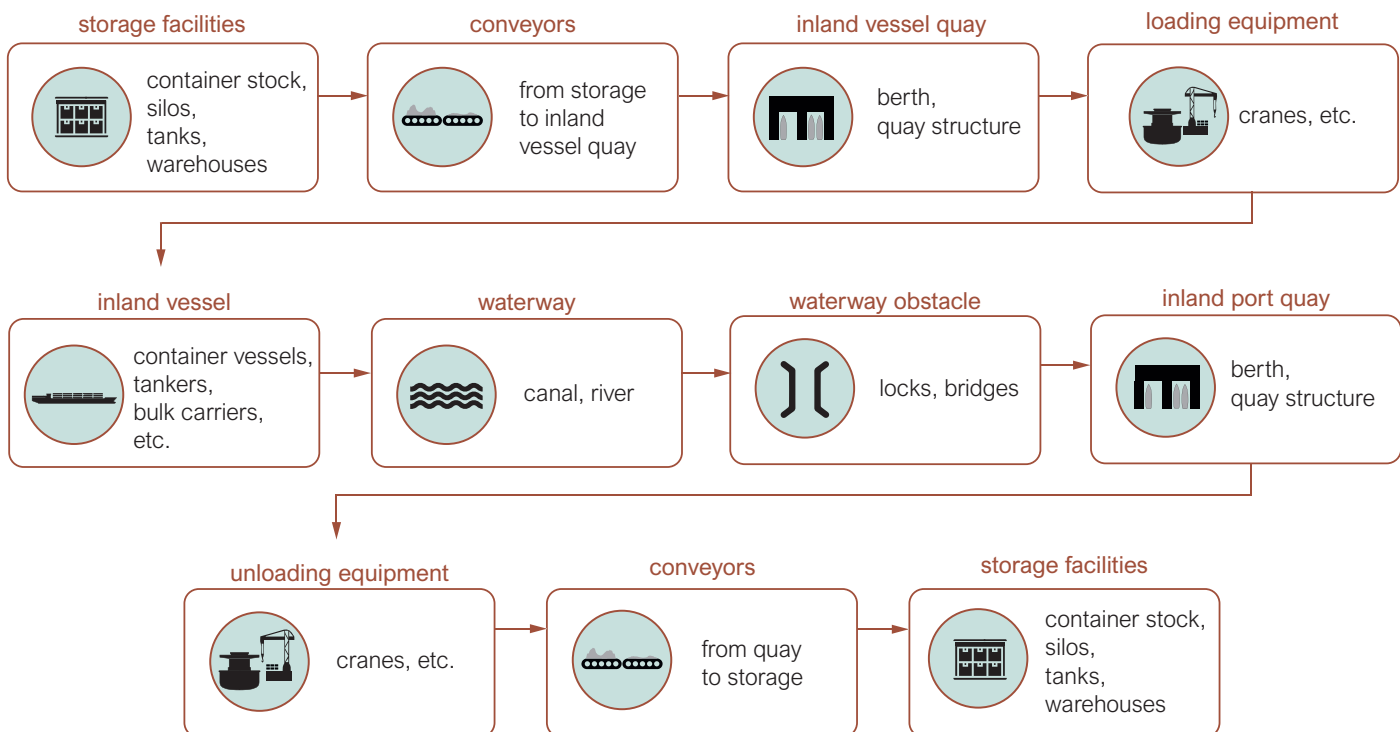 storage facilities
container stock,
silos,
tanks,
warehouses
conveyors
from storage
to inland
vessel quay
inland vessel quay
berth,
quay structure
loading equipment
cranes, etc.
inland vessel
container vessels,
tankers,
bulk carriers,
etc.
waterway
canal, river
waterway obstacle
locks, bridges
inland port quay
berth,
quay structure
unloading equipment
cranes, etc.
conveyors
from quay
to storage
storage facilities
container stock,
silos,
tanks,
warehouses